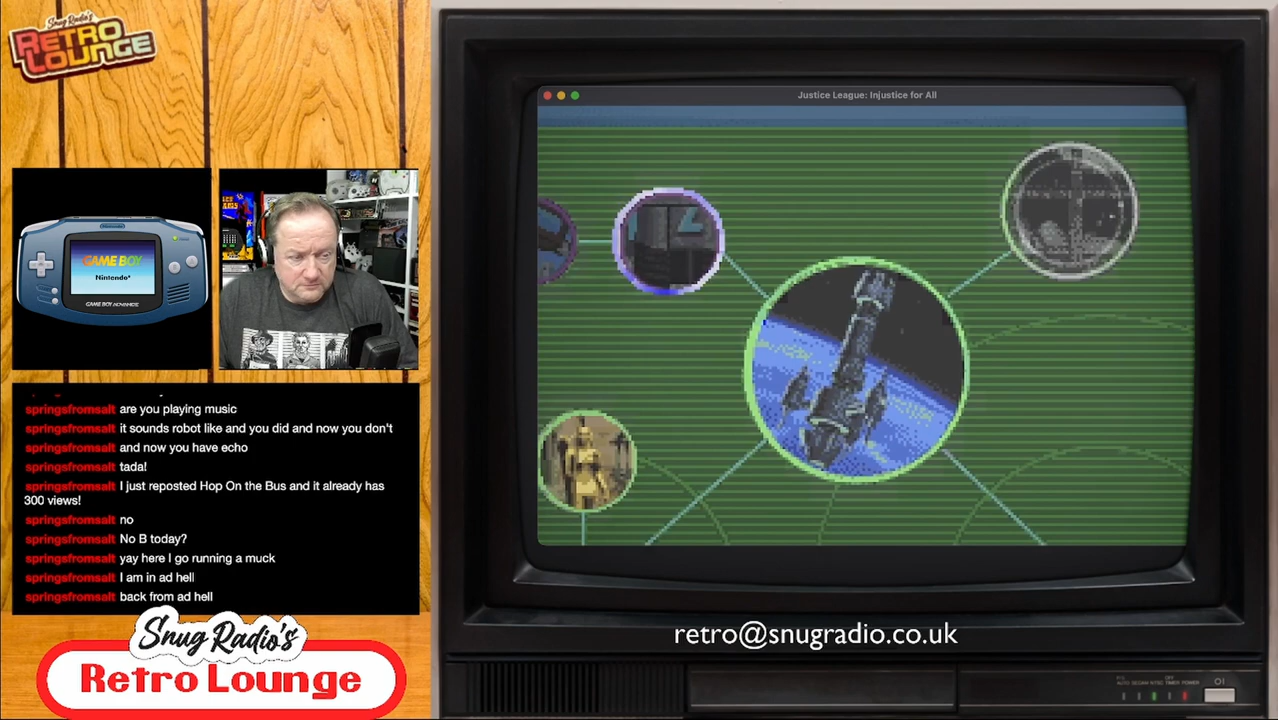 Snug Radio's
RETRO
LOUNGE
Justice League: Injustice for All
GAME BOY
Nintendo
GAME BOY ADVANCE
springsfromsalt are you playing music
springsfromsalt it sounds robot like and you did and now you don't
springsfromsalt and now you have echo
springsfromsalt tada!
springsfromsalt I just reposted Hop On the Bus and it already has
300 views!
springsfromsalt no
springsfromsalt No B today?
springsfromsalt yay here I go running a muck
springsfromsalt I am in ad hell
springsfromsalt back from ad hell
Snug Radio's
Retro Lounge
retro@snugradio.co.uk